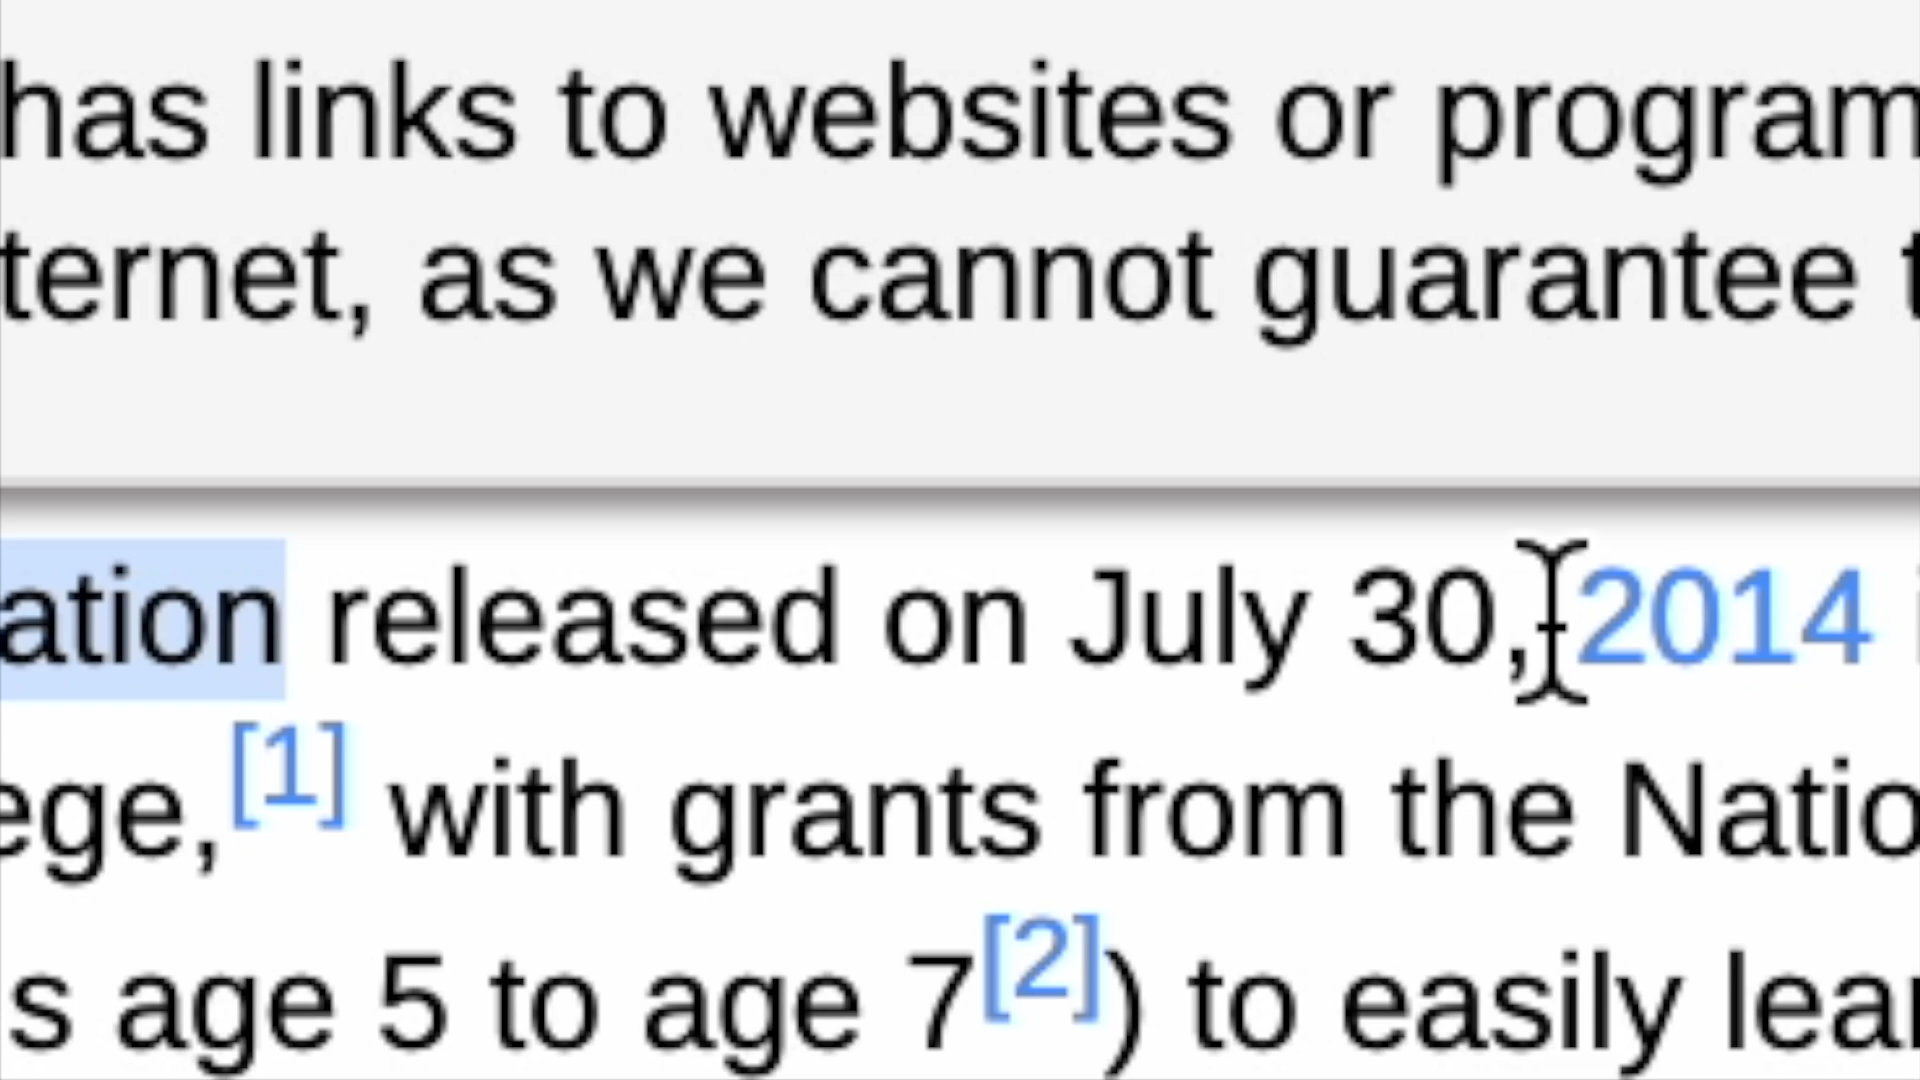 has links to websites or program
ternet, as we cannot guarantee t
ation released on July 30, 2014 i
ege,[1] with grants from the Natio
s age 5 to age 7[2]) to easily lear